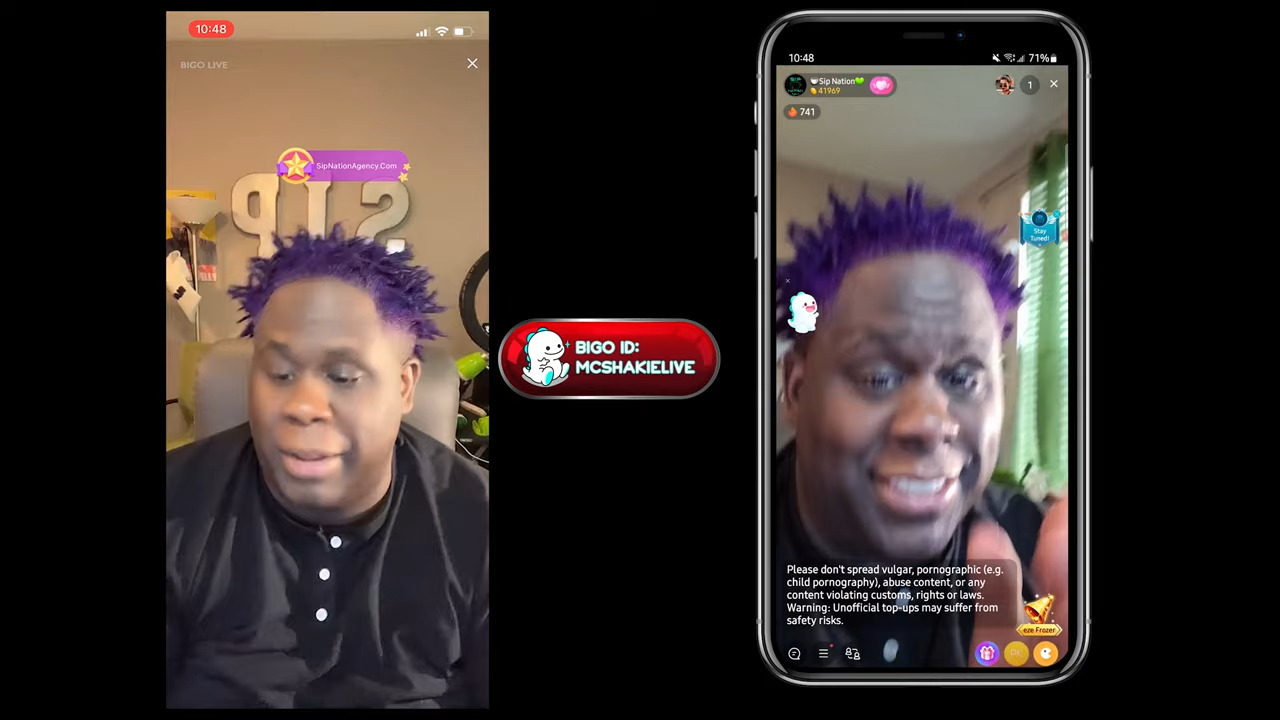 10:48
BIGO LIVE
SipNationAgency.Com
BIGO ID:
MCSHAKIELIVE
10:48
71%
Sip Nation
41969
1
741
Stay
Tuned!
Please don't spread vulgar, pornographic (e.g.
child pornography), abuse content, or any
content violating customs, rights or laws.
Warning: Unofficial top-ups may suffer from
safety risks.
eze Frozer